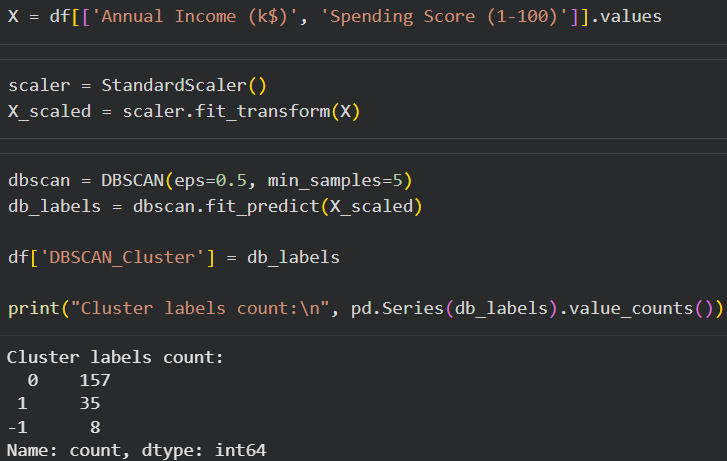 X = df[['Annual Income (k$)', 'Spending Score (1-100)']].values
scaler = StandardScaler()
X_scaled = scaler.fit_transform(X)
dbscan = DBSCAN(eps=0.5, min_samples=5)
db_labels = dbscan.fit_predict(X_scaled)
df['DBSCAN_Cluster'] = db_labels
print("Cluster labels count:\n", pd.Series(db_labels).value_counts())
Cluster labels count:
  0    157
 1     35
-1      8
Name: count, dtype: int64